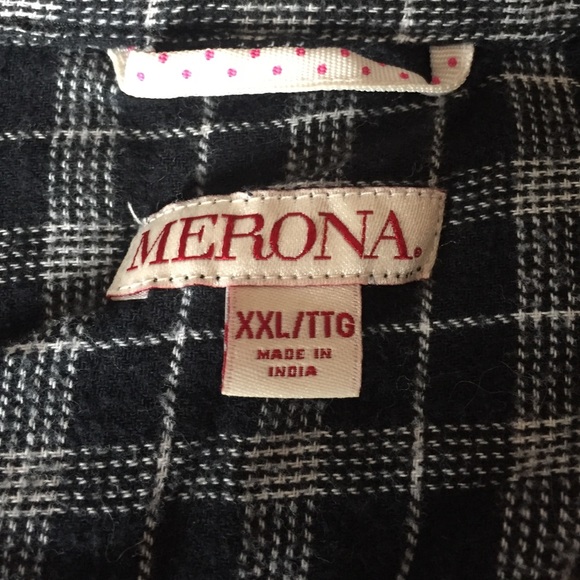 MERONA.
XXL/TTG
MADE IN
INDIA